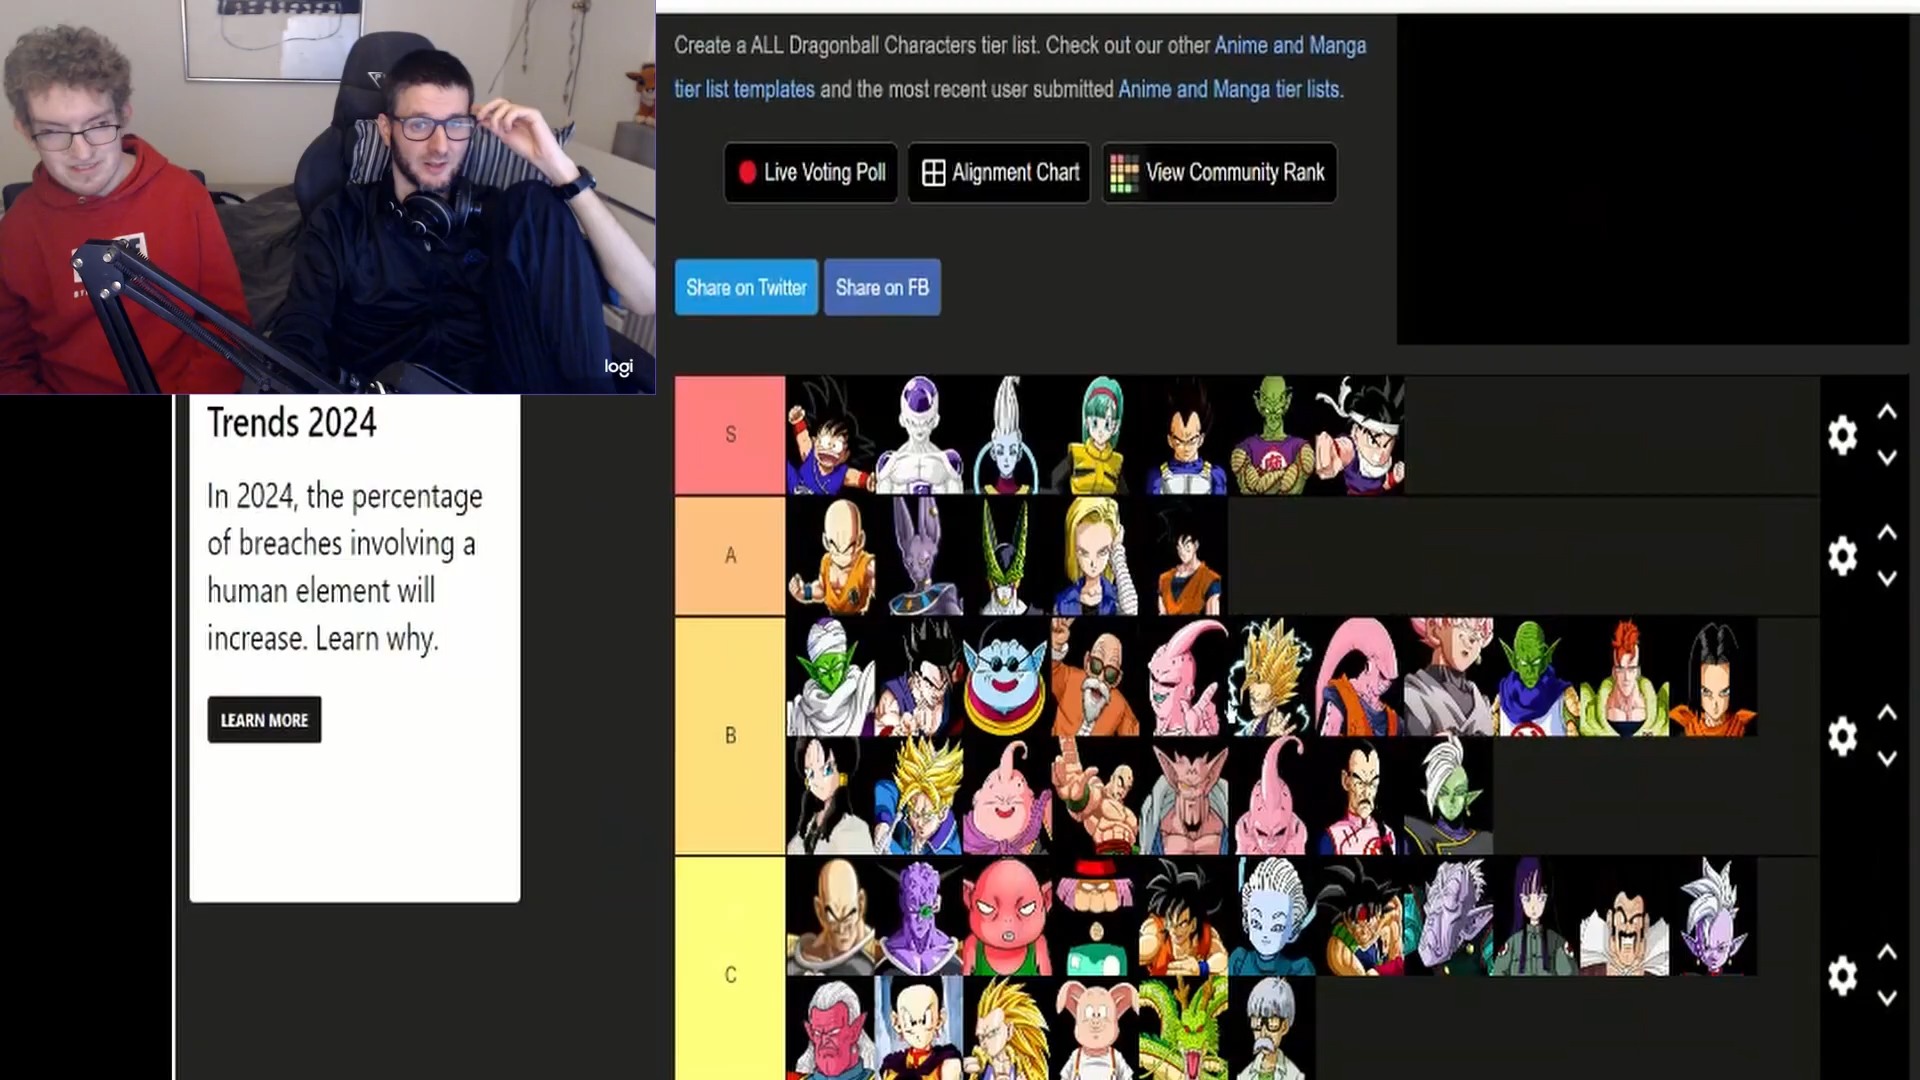 Create a ALL Dragonball Characters tier list. Check out our other Anime and Manga
tier list templates and the most recent user submitted Anime and Manga tier lists.
Live Voting Poll
Alignment Chart
View Community Rank
Share on Twitter
Share on FB
logi
Trends 2024
In 2024, the percentage
of breaches involving a
human element will
increase. Learn why.
LEARN MORE
S
A
B
C